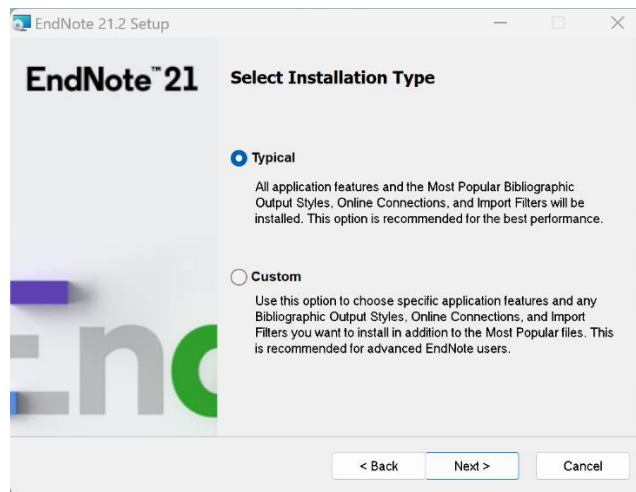 EndNote 21.2 Setup
EndNote™21
Select Installation Type
Typical
All application features and the Most Popular Bibliographic
Output Styles, Online Connections, and Import Filters will be
installed. This option is recommended for the best performance.
Custom
Use this option to choose specific application features and any
Bibliographic Output Styles, Online Connections, and Import
Filters you want to install in addition to the Most Popular files. This
is recommended for advanced EndNote users.
< Back
Next >
Cancel